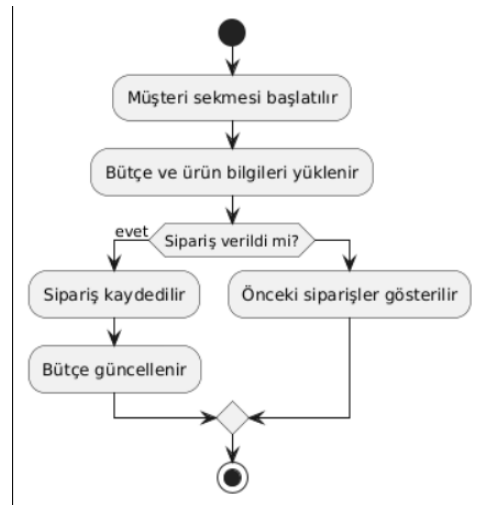 Müşteri sekmesi başlatılır
Bütçe ve ürün bilgileri yüklenir
evet
Sipariş verildi mi?
Sipariş kaydedilir
Önceki siparişler gösterilir
Bütçe güncellenir